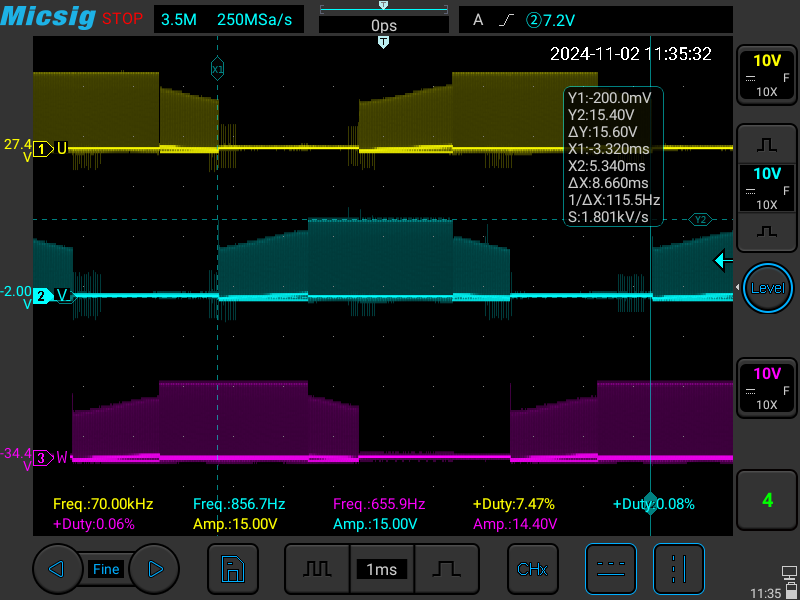 Micsig STOP 3.5M 250MSa/s 0ps A ②7.2V
T
2024-11-02 11:35:32
X1
10V
F
10X
Y1:-200.0mV
Y2:15.40V
ΔY:15.60V
X1:-3.320ms
X2:5.340ms
ΔX:8.660ms
1/ΔX:115.5Hz
S:1.801kV/s
27.4
V
1 U
10V
F
10X
Y2
-2.00
V
2 V
Level
10V
F
10X
-34.4
V
3 W
Freq.:70.00kHz Freq.:856.7Hz Freq.:655.9Hz +Duty:7.47% +Duty:0.08%
+Duty:0.06% Amp.:15.00V Amp.:15.00V Amp.:14.40V
4
Fine 1ms CHx
11:35